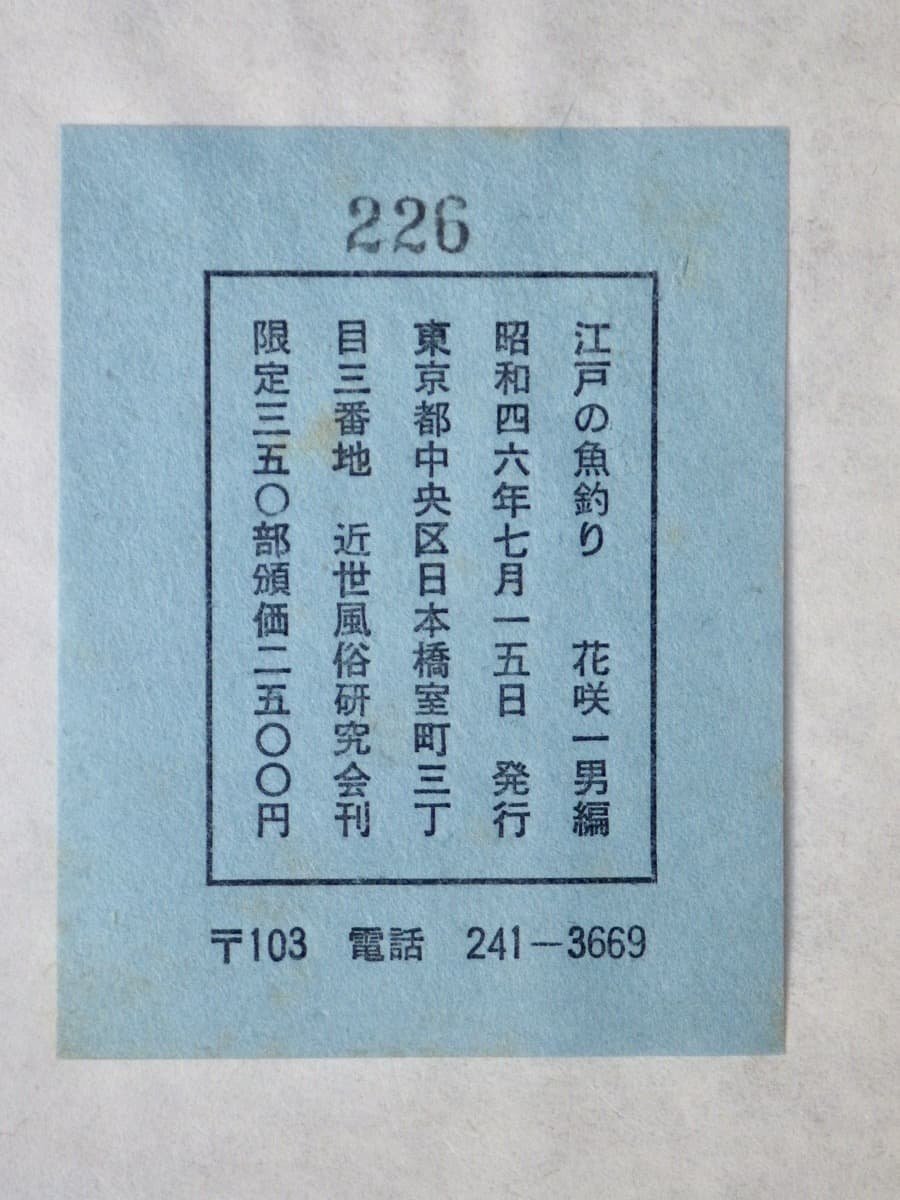 226
江戸の魚釣り　花咲一男編
昭和四六年七月一五日　発行
東京都中央区日本橋室町三丁
目三番地　近世風俗研究会刊
限定三五〇部頒価二五〇〇円
〒103　電話　241－3669